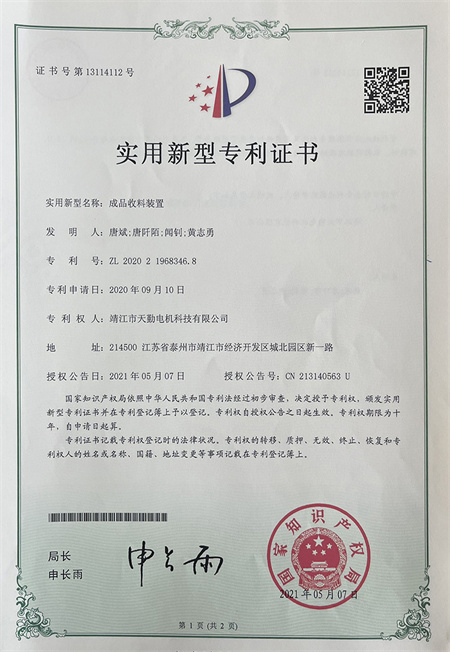 证书号第13114112号
实用新型专利证书
实用新型名称：成品收料装置
发明人：唐斌;唐阡陌;闻钊;黄志勇
专利号：ZL 2020 2 1968346.8
专利申请日：2020年09月10日
专利权人：靖江市天勤电机科技有限公司
地址：214500 江苏省泰州市靖江市经济开发区城北园区新一路
授权公告日：2021年05月07日 授权公告号：CN 213140563 U
国家知识产权局依照中华人民共和国专利法经过初步审查，决定授予专利权，颁发实用
新型专利证书并在专利登记簿上予以登记。专利权自授权公告之日起生效。专利权期限为十
年，自申请日起算。
专利证书记载专利权登记时的法律状况。专利权的转移、质押、无效、终止、恢复和专
利权人的姓名或名称、国籍、地址变更等事项记载在专利登记簿上。
局长
申长雨
申长雨
国家知识产权局
2021年05月07日
第 1 页 (共 2 页)